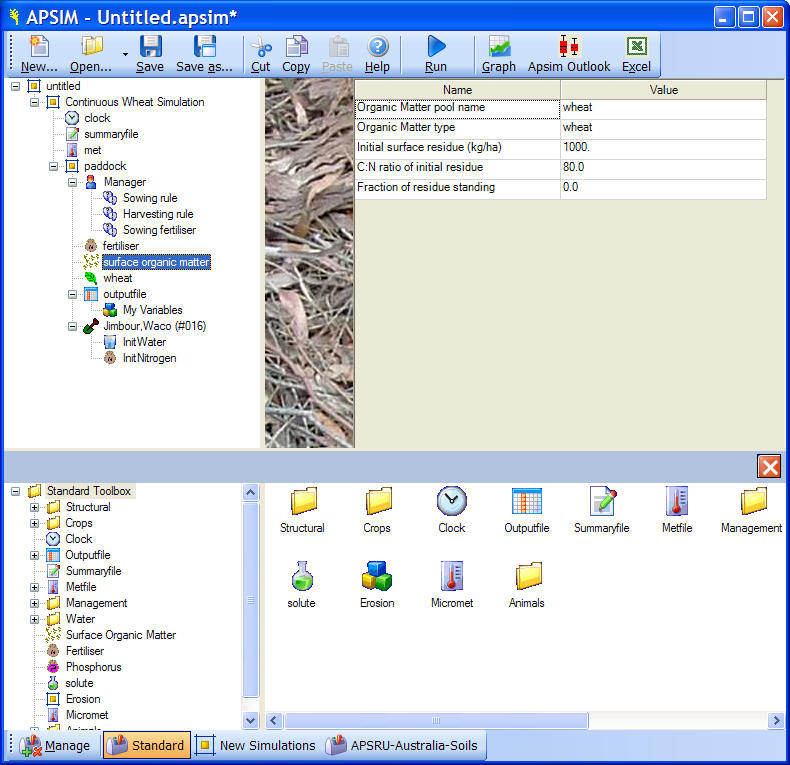 APSIM - Untitled.apsim*
New... Open... Save Save as... Cut Copy Paste Help Run Graph Apsim Outlook Excel
untitled
Continuous Wheat Simulation
clock
summaryfile
met
paddock
Manager
Sowing rule
Harvesting rule
Sowing fertiliser
fertiliser
surface organic matter
wheat
outputfile
My Variables
Jimbour,Waco (#016)
InitWater
InitNitrogen
Name Value
Organic Matter pool name wheat
Organic Matter type wheat
Initial surface residue (kg/ha) 1000.
C:N ratio of initial residue 80.0
Fraction of residue standing 0.0
Standard Toolbox
Structural
Crops
Clock
Outputfile
Summaryfile
Metfile
Management
Water
Surface Organic Matter
Fertiliser
Phosphorus
solute
Erosion
Micromet
Animals
Structural Crops Clock Outputfile Summaryfile Metfile Management
solute Erosion Micromet Animals
Manage Standard New Simulations APSRU-Australia-Soils